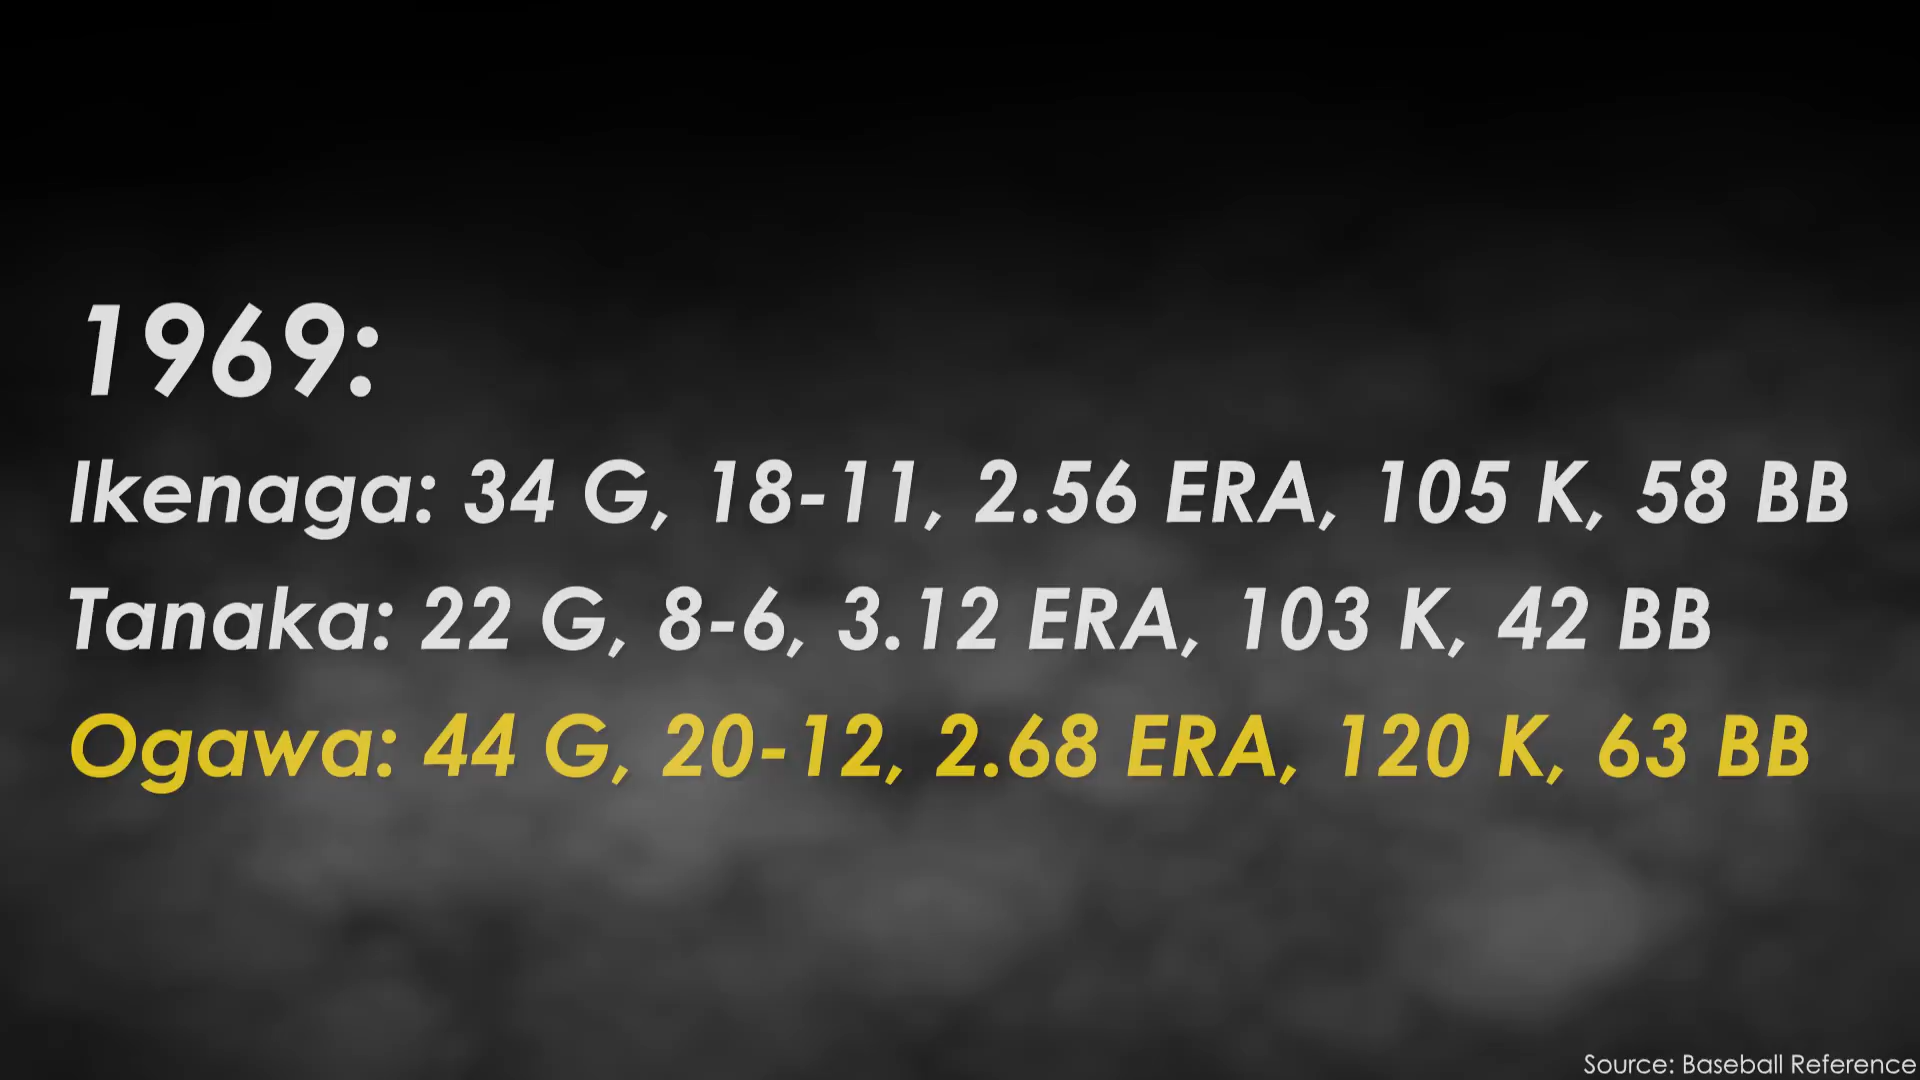 1969:
Ikenaga: 34 G, 18-11, 2.56 ERA, 105 K, 58 BB
Tanaka: 22 G, 8-6, 3.12 ERA, 103 K, 42 BB
Ogawa: 44 G, 20-12, 2.68 ERA, 120 K, 63 BB
Source: Baseball Reference